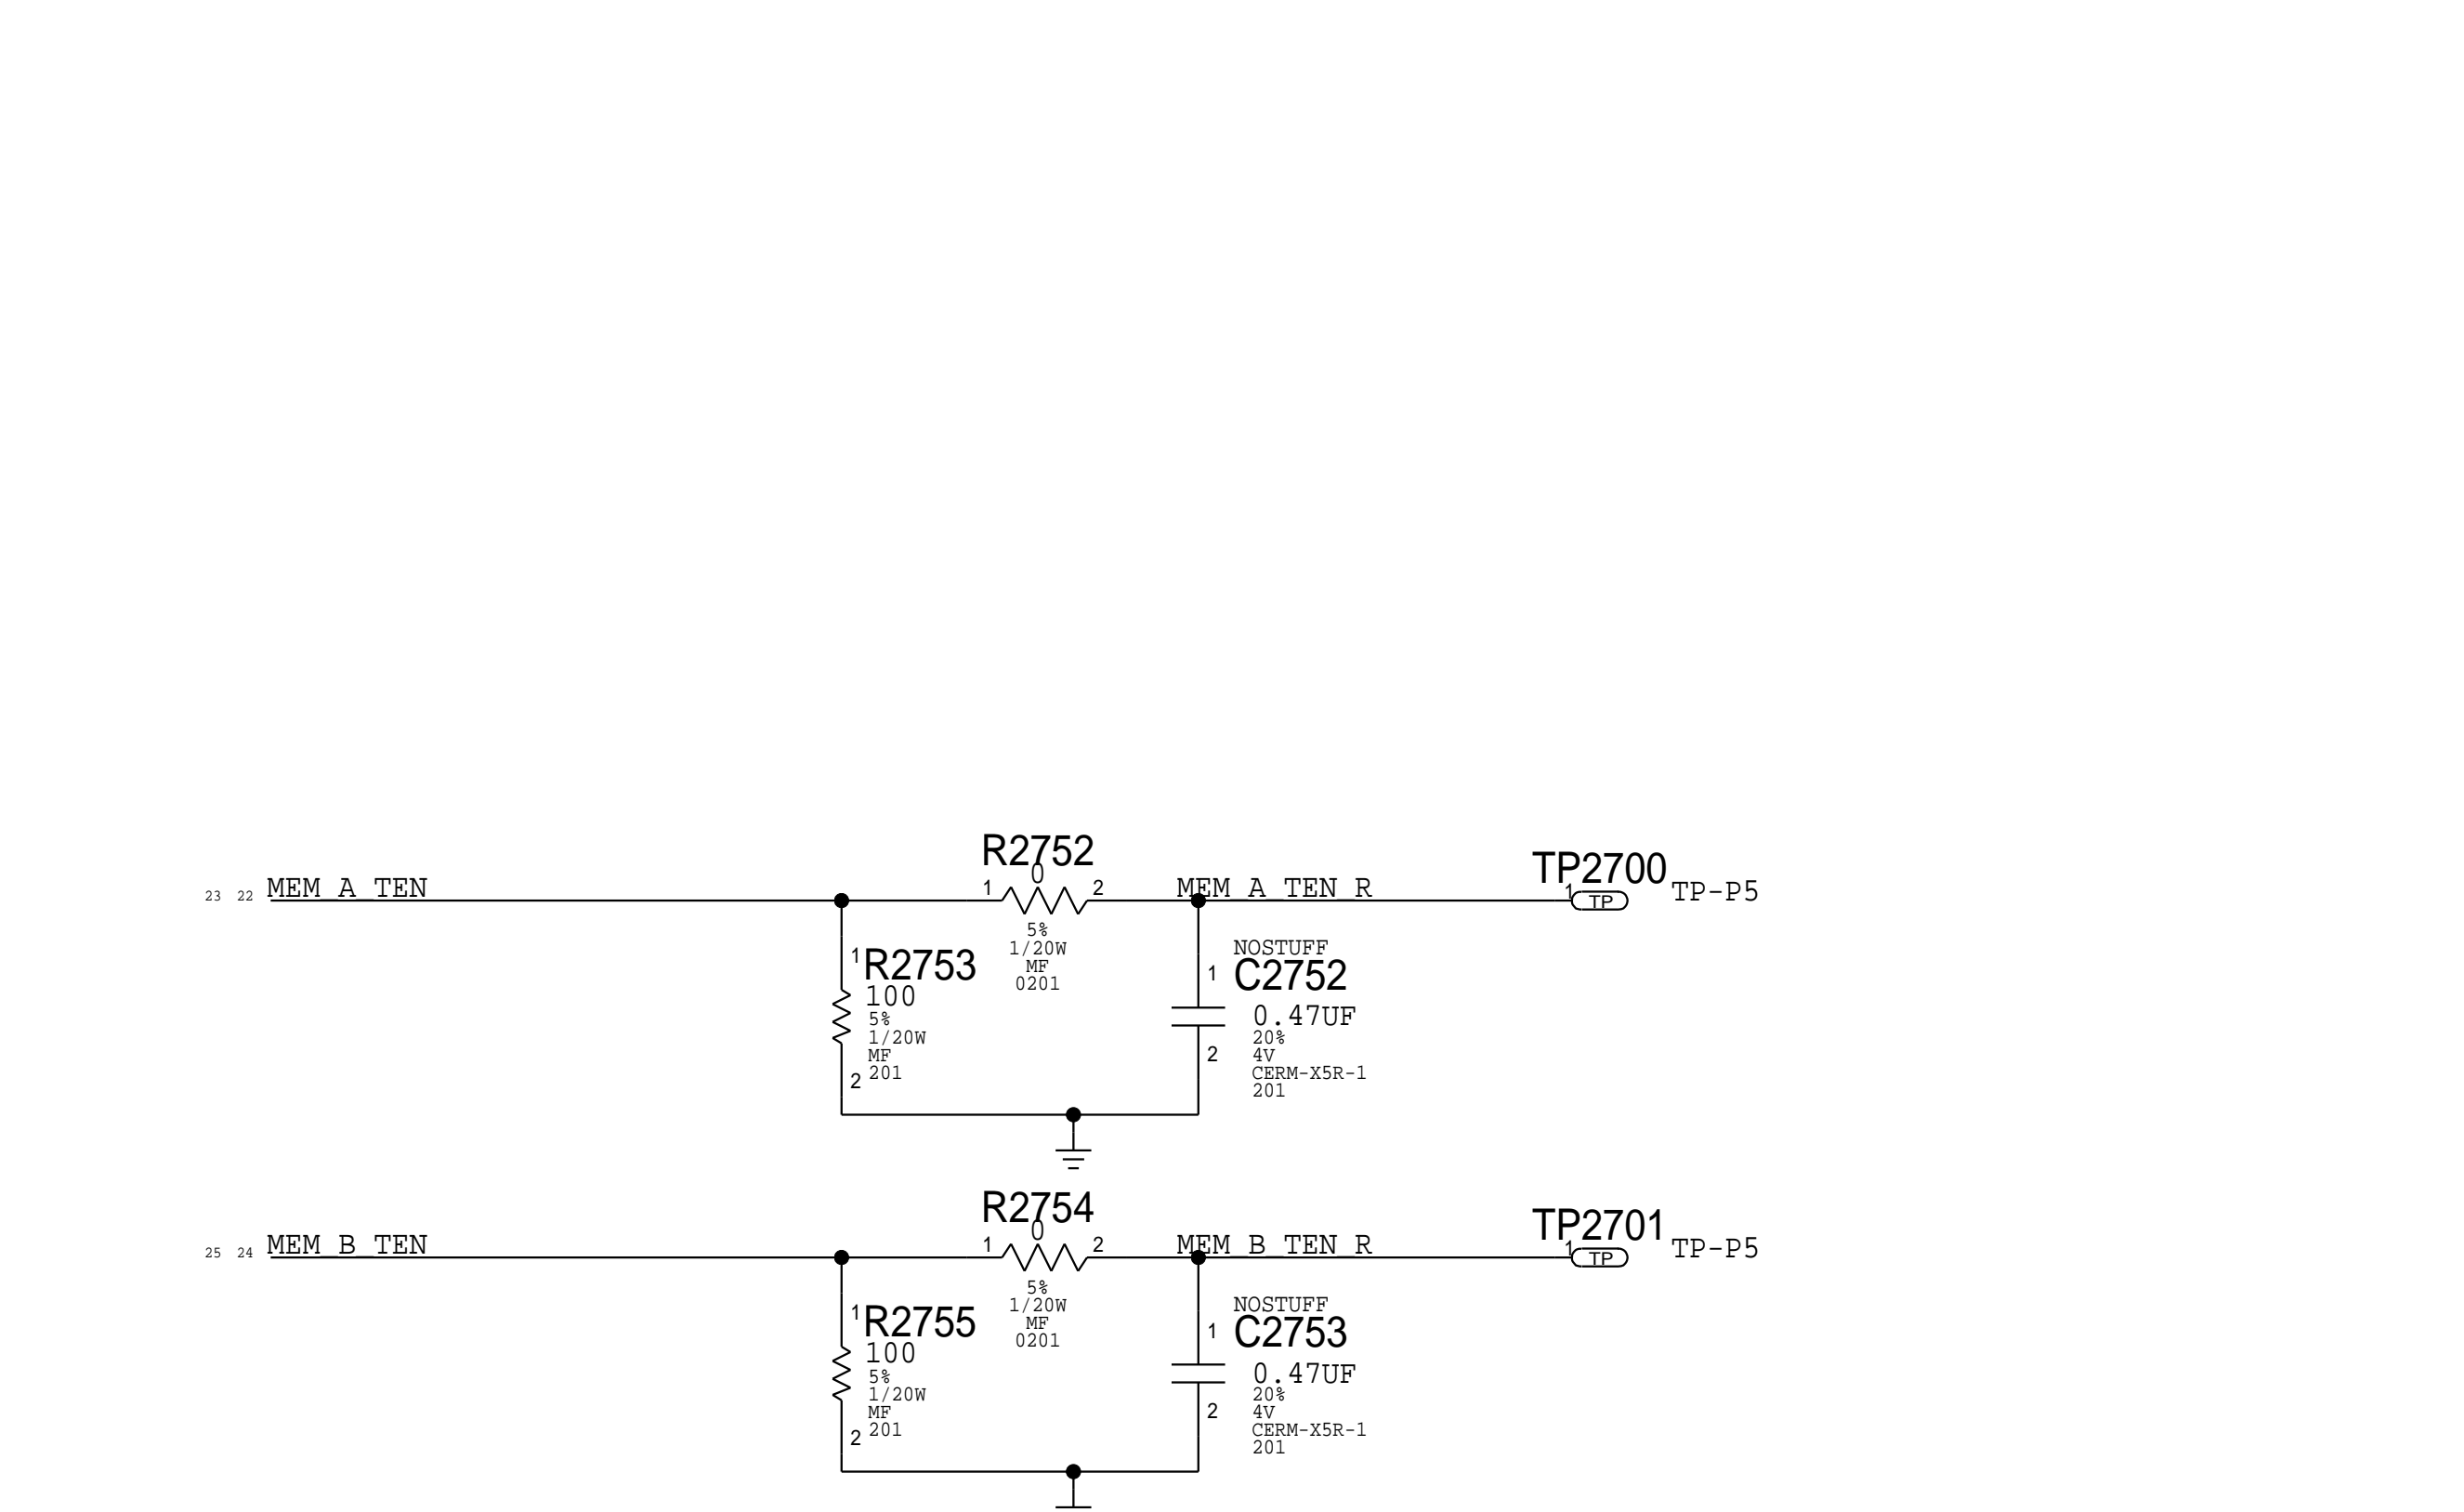 R2752
0
TP2700
23 22 MEM_A_TEN
1 2
MEM_A_TEN_R
1
TP
TP-P5
5%
1/20W
MF
0201
1
R2753
100
5%
1/20W
MF
201
2
NOSTUFF
C2752
1
0.47UF
20%
4V
CERM-X5R-1
201
2
R2754
0
TP2701
25 24 MEM_B_TEN
1 2
MEM_B_TEN_R
1
TP
TP-P5
5%
1/20W
MF
0201
1
R2755
100
5%
1/20W
MF
201
2
NOSTUFF
C2753
1
0.47UF
20%
4V
CERM-X5R-1
201
2